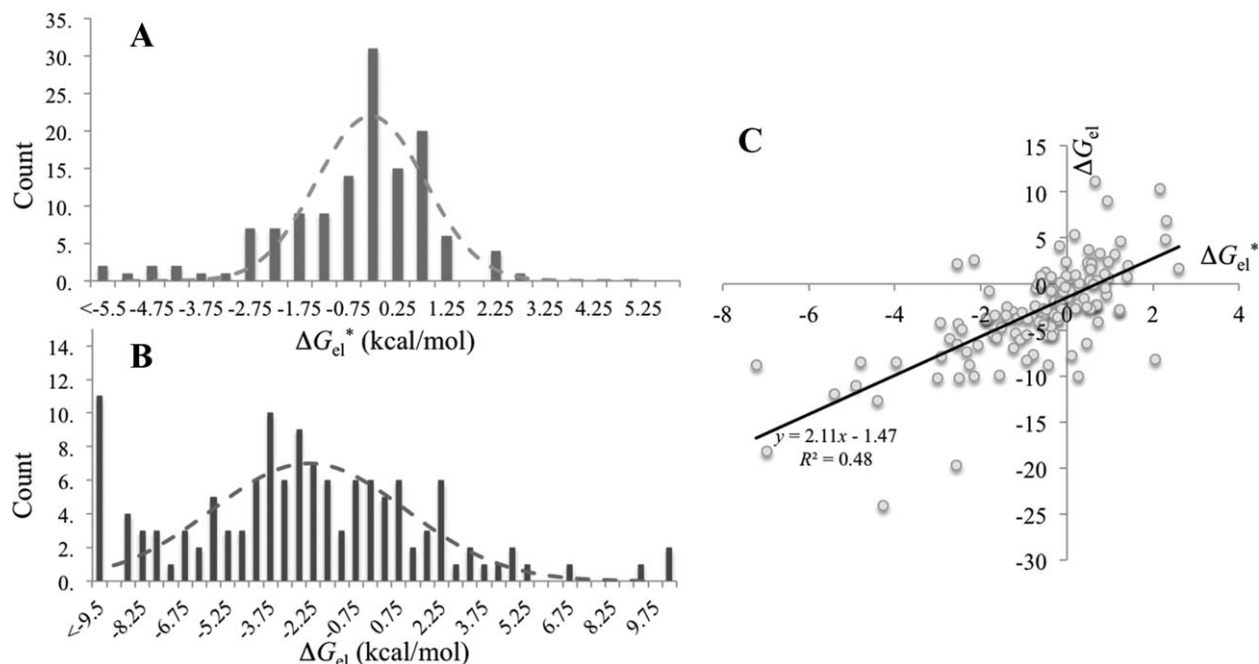 A
35.
30.
25.
20.
15.
10.
5.
0.
Count
<-5.5 -4.75 -3.75 -2.75 -1.75 -0.75 0.25 1.25 2.25 3.25 4.25 5.25
ΔGel* (kcal/mol)
B
14.
12.
10.
8.
6.
4.
2.
0.
Count
<-9.5 -8.25 -6.75 -5.25 -3.75 -2.25 -0.75 0.75 2.25 3.75 5.25 6.75 8.25 9.75
ΔGel (kcal/mol)
C
ΔGel
15
10
5
0
-5
-10
-15
-20
-25
-30
ΔGel*
-8 -6 -4 -2 0 2 4
y = 2.11x - 1.47
R² = 0.48